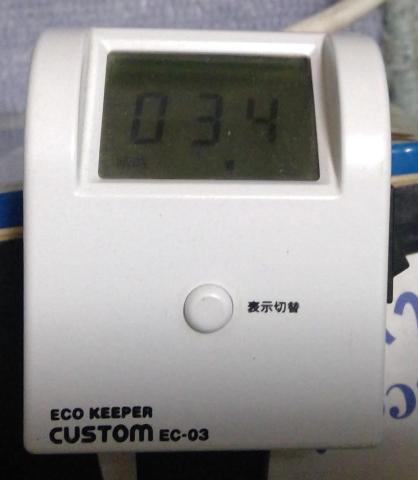 034
W
表示切替
ECO KEEPER
CUSTOM EC-03